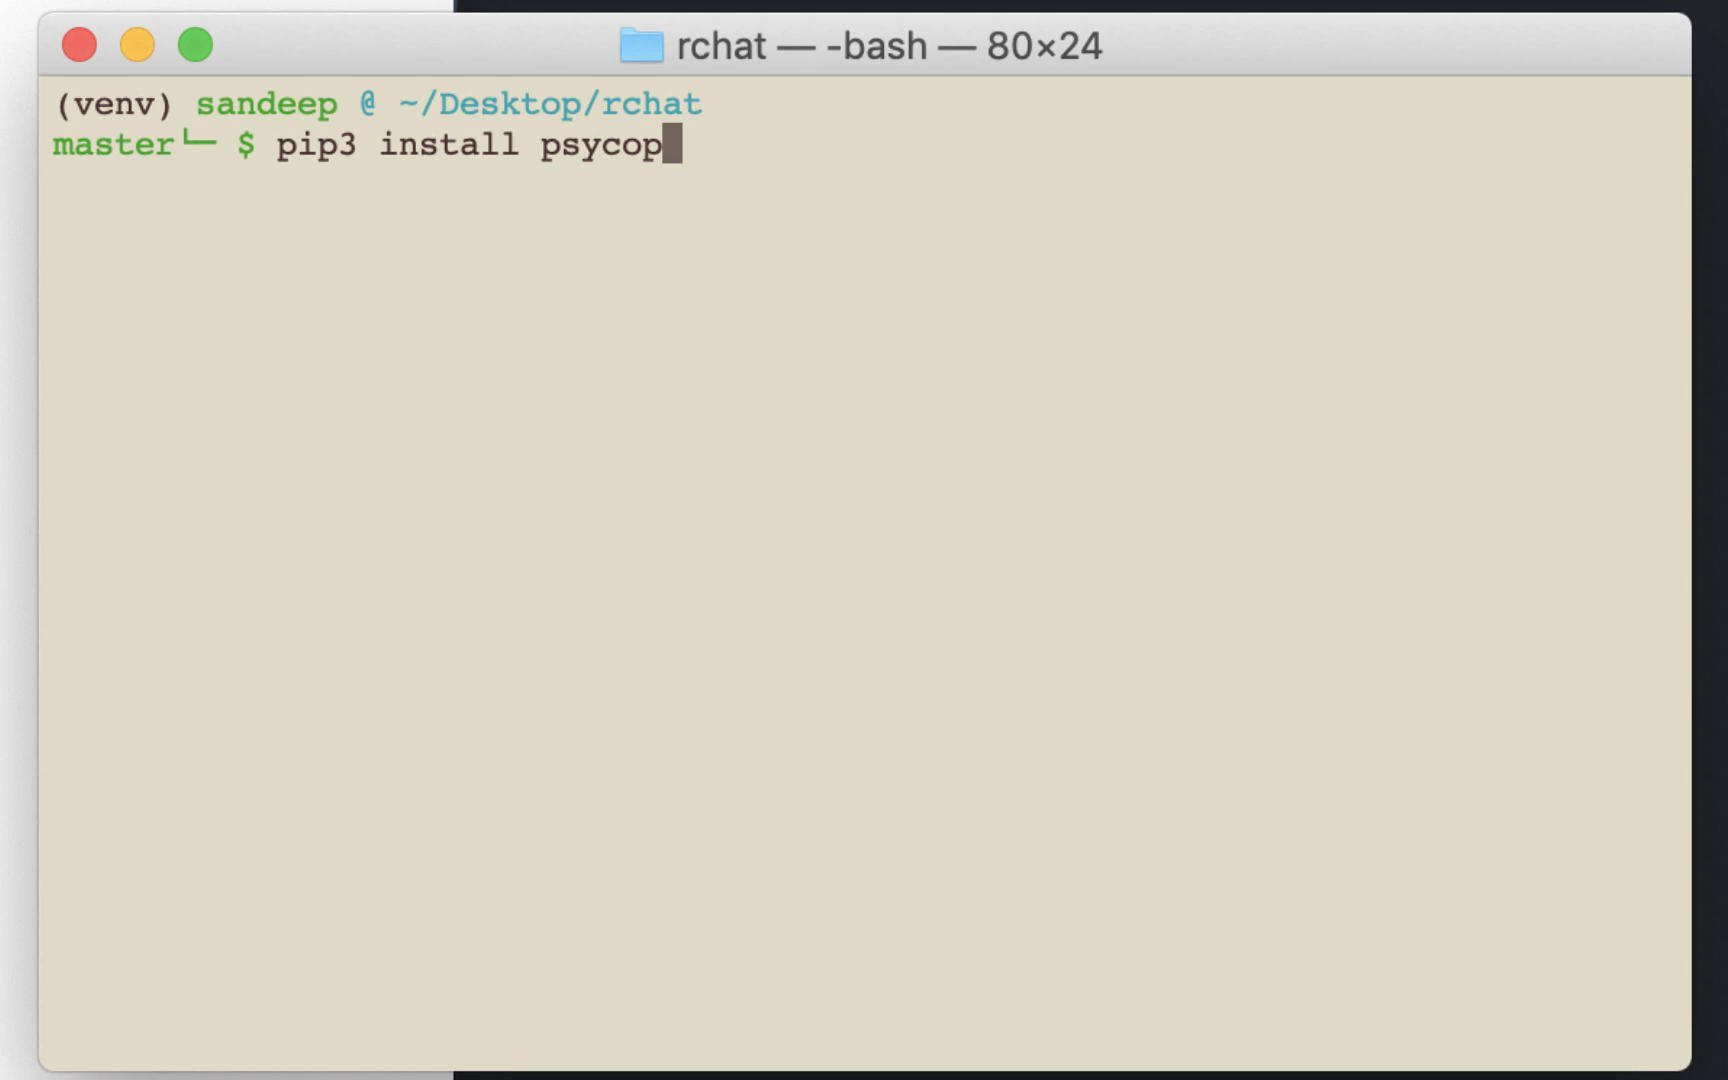 rchat — -bash — 80×24
(venv) sandeep @ ~/Desktop/rchat
master└─ $ pip3 install psycop